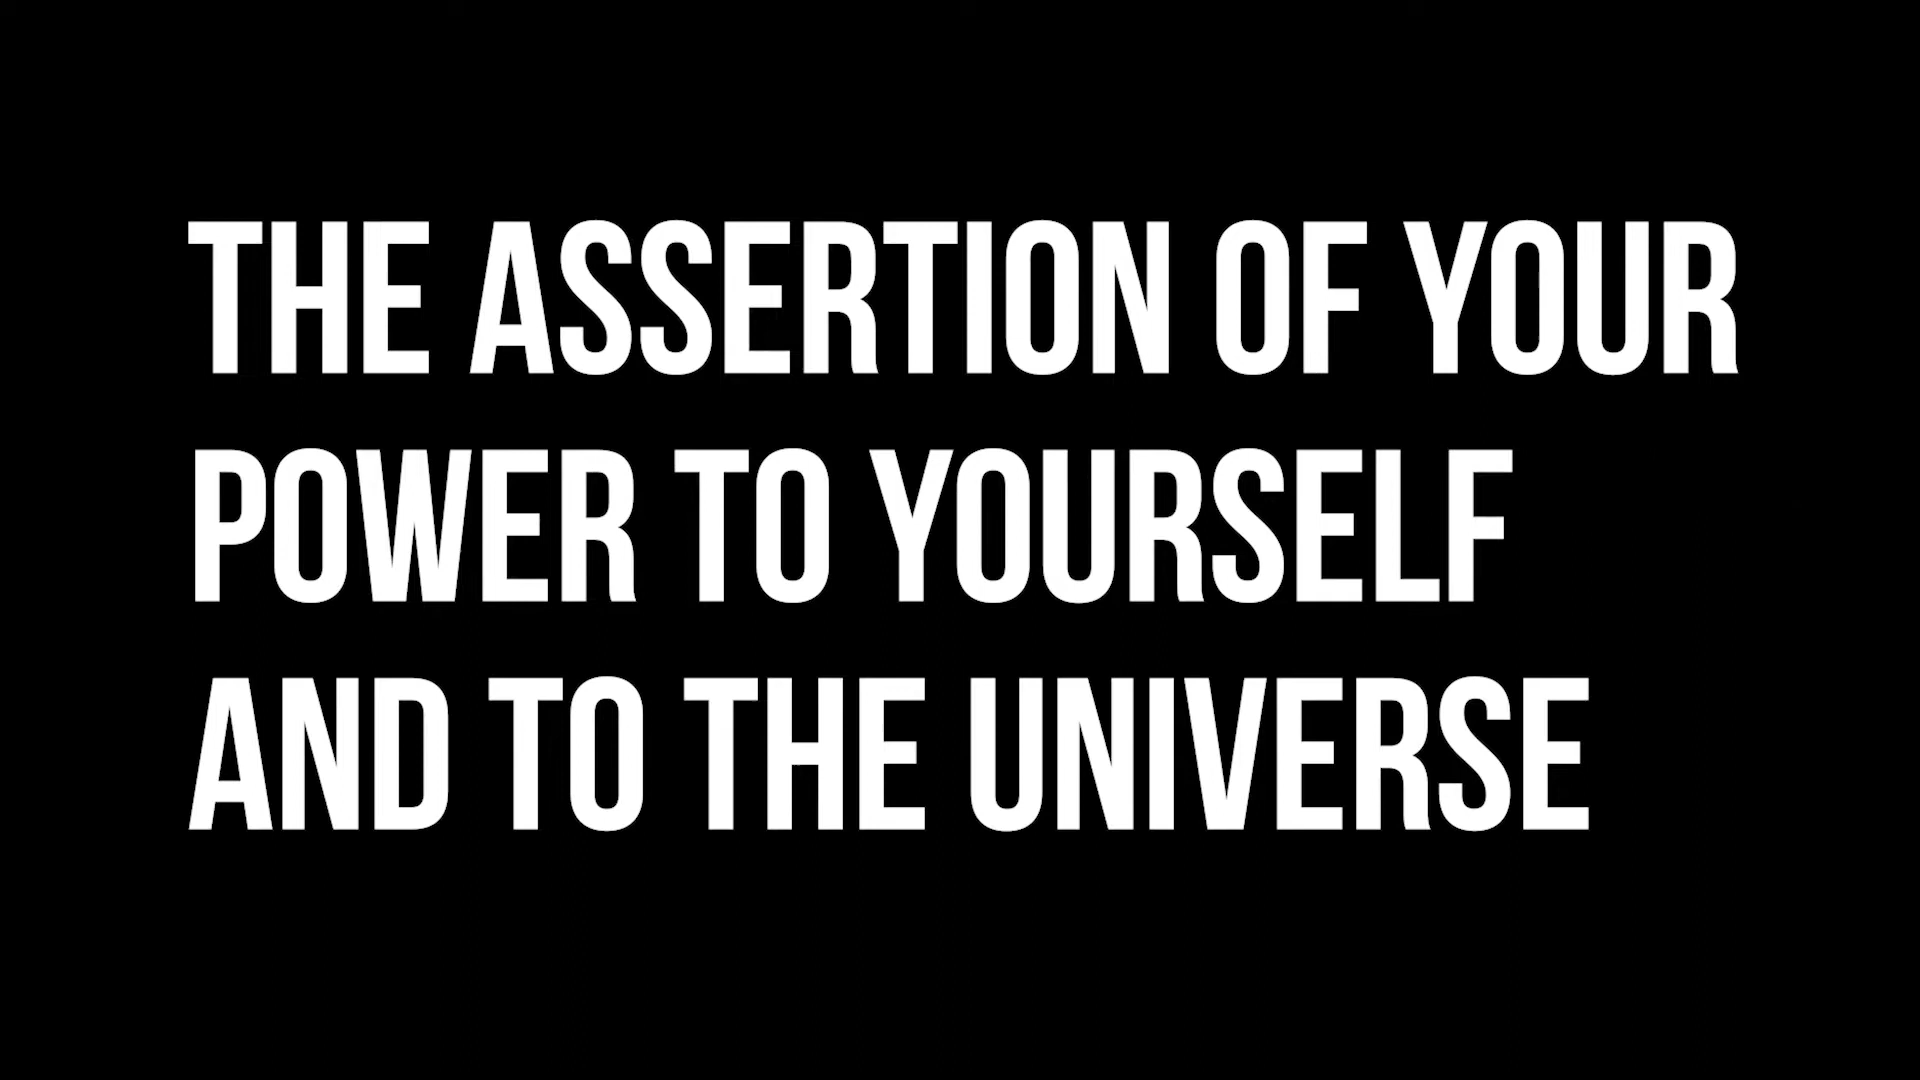 THE ASSERTION OF YOUR
POWER TO YOURSELF
AND TO THE UNIVERSE